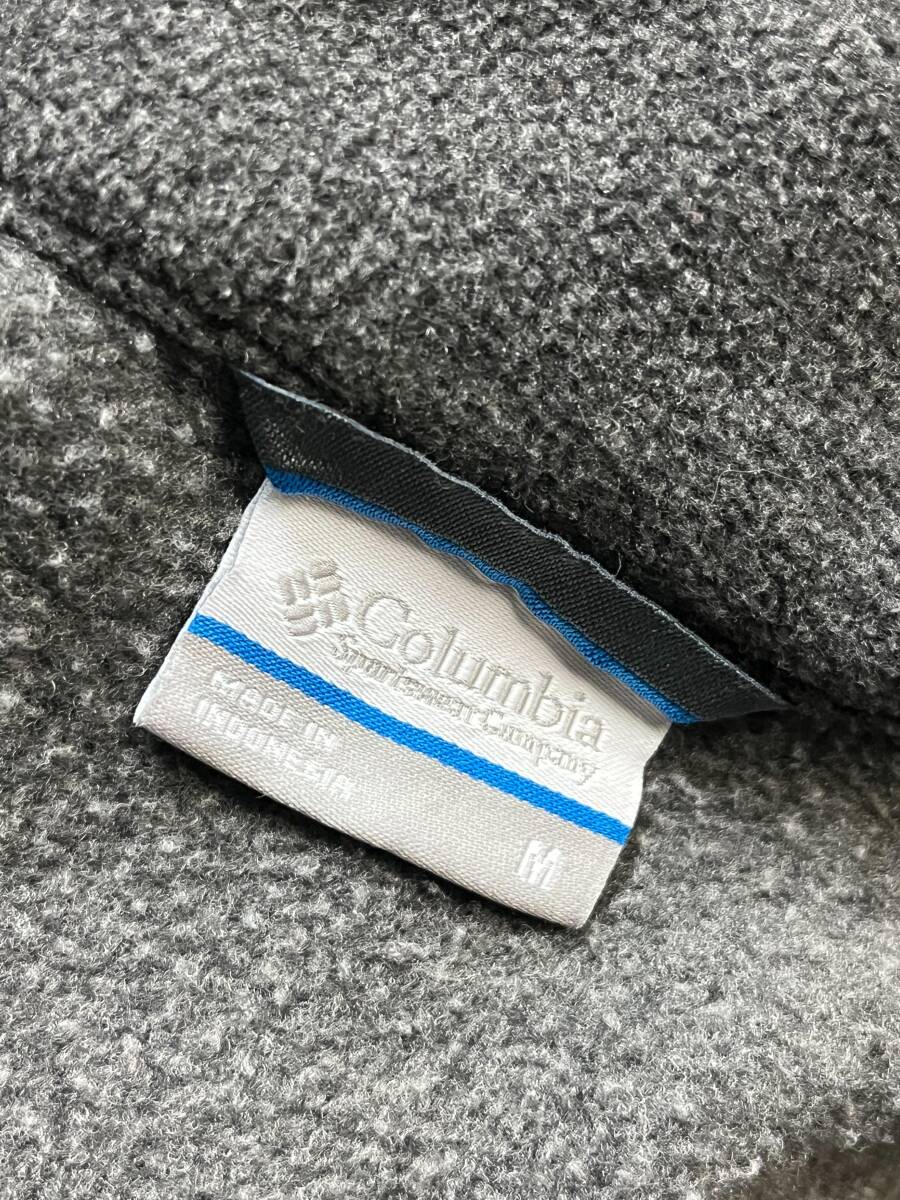 Columbia
Sportswear Company
MADE IN
INDONESIA
M